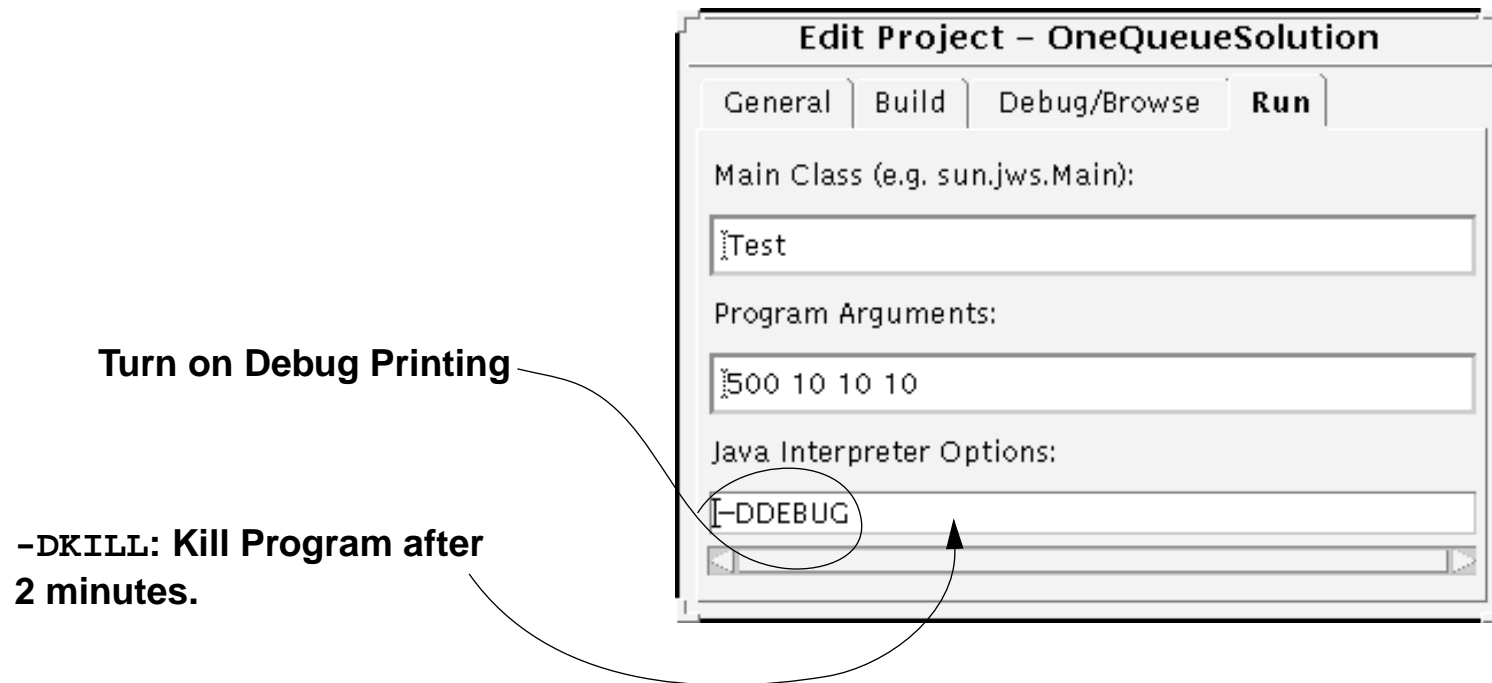 Edit Project – OneQueueSolution
General Build Debug/Browse Run
Main Class (e.g. sun.jws.Main):
Test
Program Arguments:
Turn on Debug Printing
500 10 10 10
Java Interpreter Options:
-DDEBUG
-DKILL: Kill Program after
2 minutes.